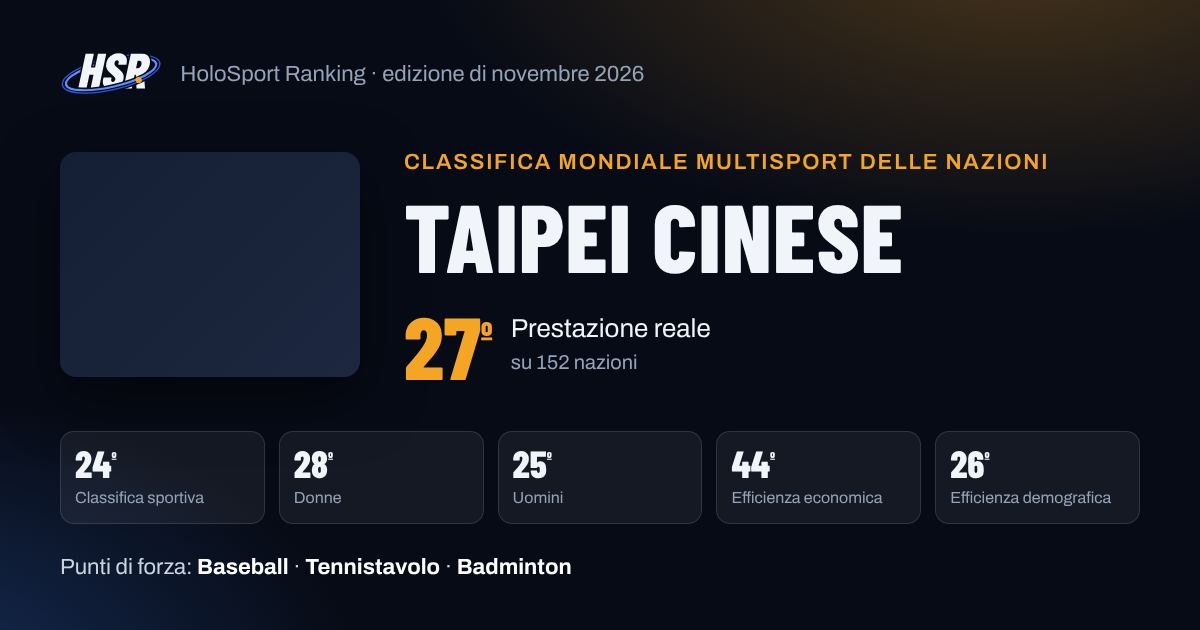 HSR
HoloSport Ranking · edizione di novembre 2026
CLASSIFICA MONDIALE MULTISPORT DELLE NAZIONI
TAIPEI CINESE
27º
Prestazione reale
su 152 nazioni
24º
Classifica sportiva
28º
Donne
25º
Uomini
44º
Efficienza economica
26º
Efficienza demografica
Punti di forza: Baseball · Tennistavolo · Badminton